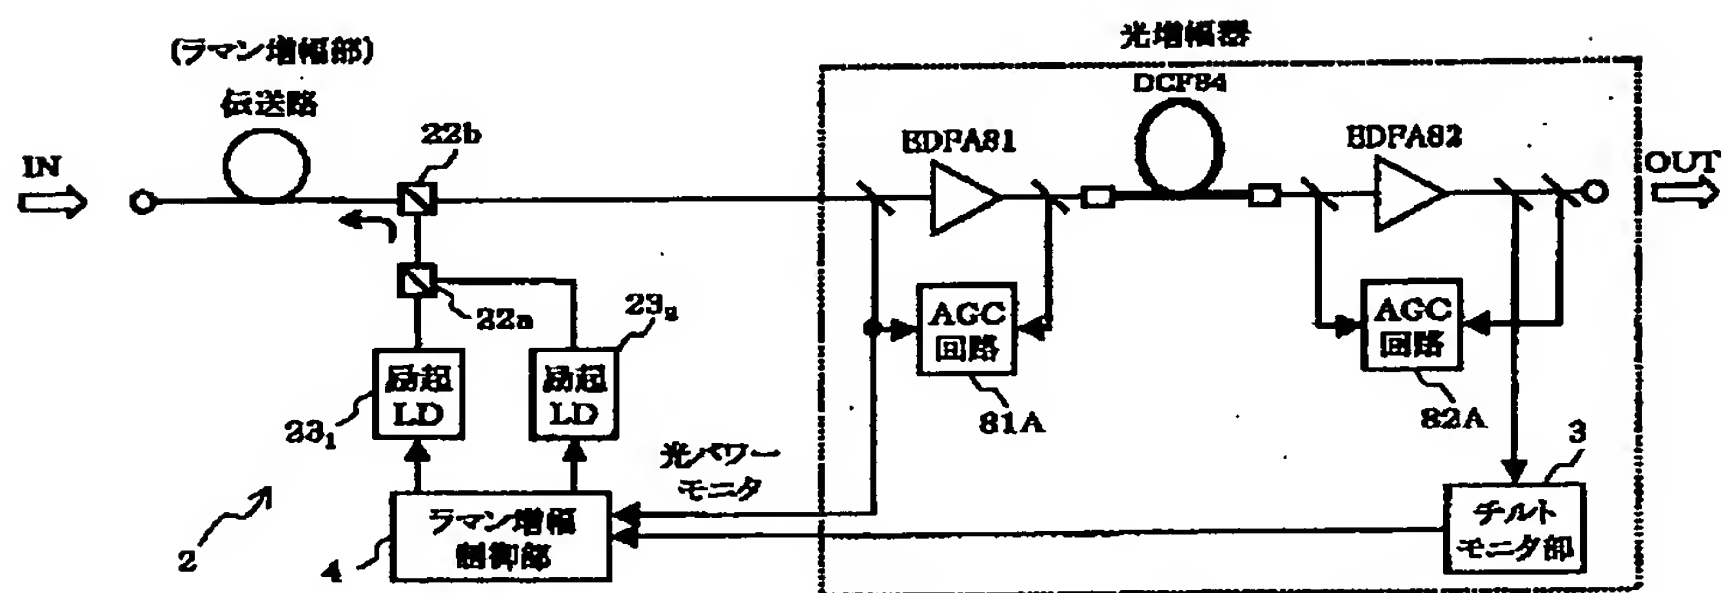 (ラマン増幅部)
伝送路
IN
22b
22a
励起
LD
23₁
励起
LD
23₂
2
4
ラマン増幅
制御部
光パワー
モニタ
光増幅器
DCF84
EDFA81
EDFA82
OUT
AGC
回路
81A
AGC
回路
82A
3
チルト
モニタ部